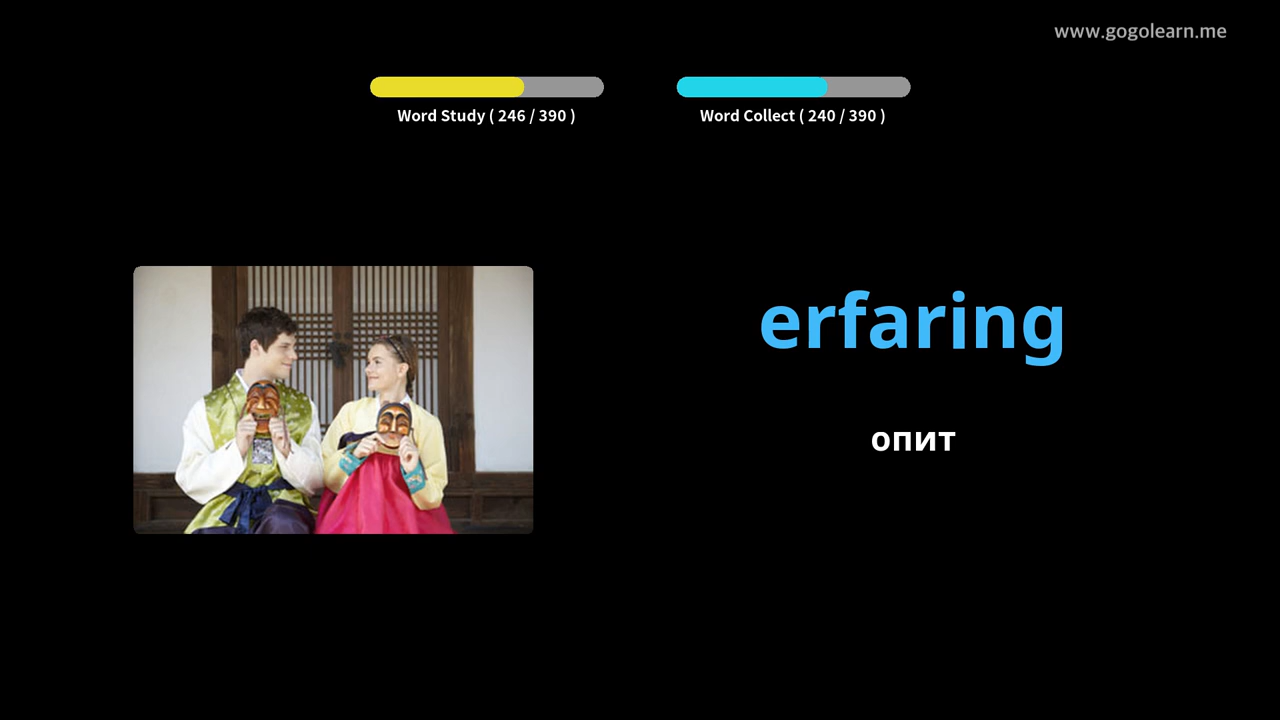 www.gogolearn.me
Word Study ( 246 / 390 )
Word Collect ( 240 / 390 )
erfaring
опит